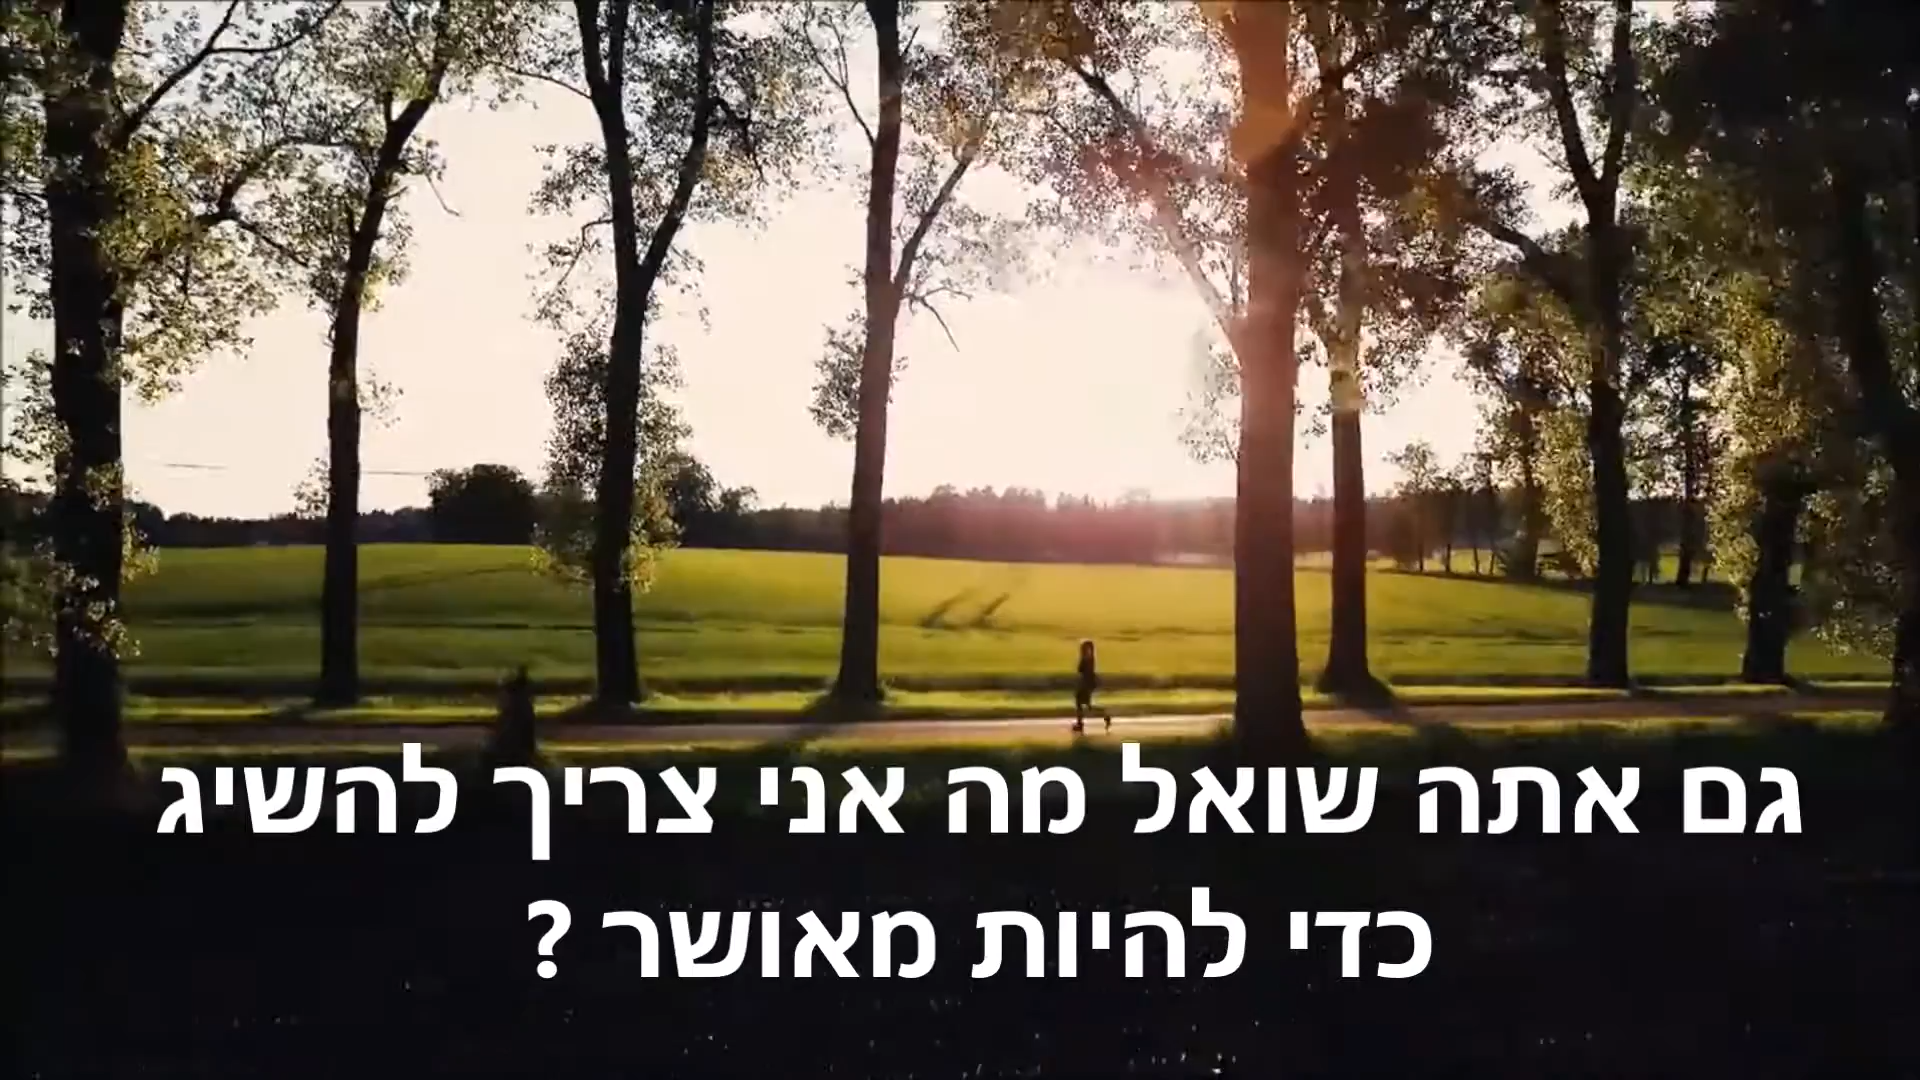 גם אתה שואל מה אני צריך להשיג
כדי להיות מאושר ?